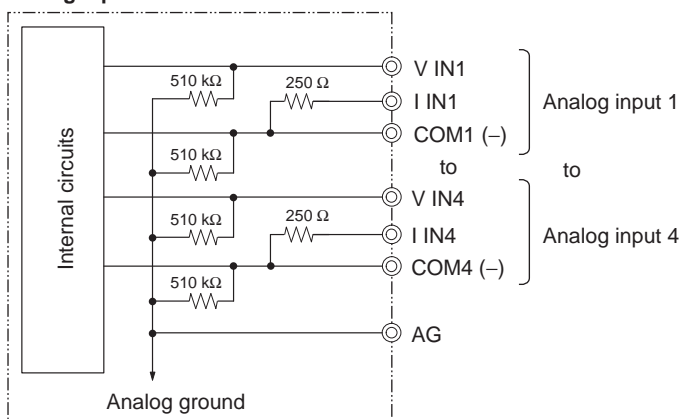 Internal circuits
510 kΩ
250 Ω
V IN1
I IN1
COM1 (−)
Analog input 1
510 kΩ
to
to
510 kΩ
250 Ω
V IN4
I IN4
COM4 (−)
Analog input 4
510 kΩ
AG
Analog ground